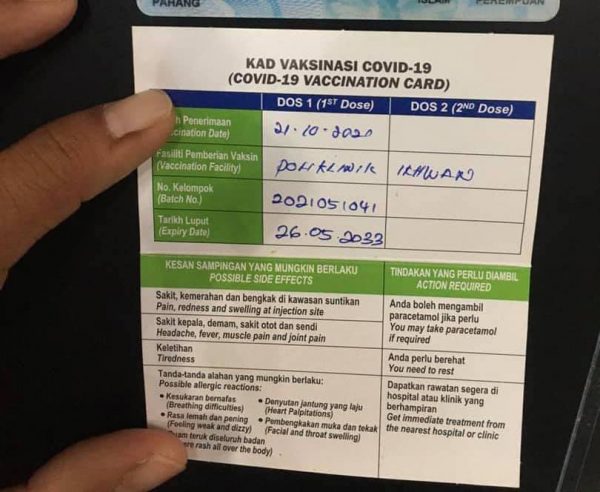 PAHANG ISLAM PEREMPUAN
KAD VAKSINASI COVID-19
(COVID-19 VACCINATION CARD)
DOS 1 (1ST Dose) DOS 2 (2ND Dose)
Penerimaan
cination Date) 21.10.2021
Fasiliti Pemberian Vaksin
(Vaccination Facility) POLIKLINIK IKHWAN
No. Kelompok
(Batch No.) 2021051041
Tarikh Luput
(Expiry Date) 26.05.2033
KESAN SAMPINGAN YANG MUNGKIN BERLAKU
POSSIBLE SIDE EFFECTS
TINDAKAN YANG PERLU DIAMBIL
ACTION REQUIRED
Sakit, kemerahan dan bengkak di kawasan suntikan
Pain, redness and swelling at injection site
Sakit kepala, demam, sakit otot dan sendi
Headache, fever, muscle pain and joint pain
Anda boleh mengambil
paracetamol jika perlu
You may take paracetamol
if required
Keletihan
Tiredness
Anda perlu berehat
You need to rest
Tanda-tanda alahan yang mungkin berlaku:
Possible allergic reactions:
• Kesukaran bernafas
(Breathing difficulties)
• Rasa lemah dan pening
(Feeling weak and dizzy)
teruk diseluruh badan
ere rash all over the body)
• Denyutan jantung yang laju
(Heart Palpitations)
• Pembengkakan muka dan tekak
(Facial and throat swelling)
Dapatkan rawatan segera di
hospital atau klinik yang
berhampiran
Get immediate treatment from
the nearest hospital or clinic